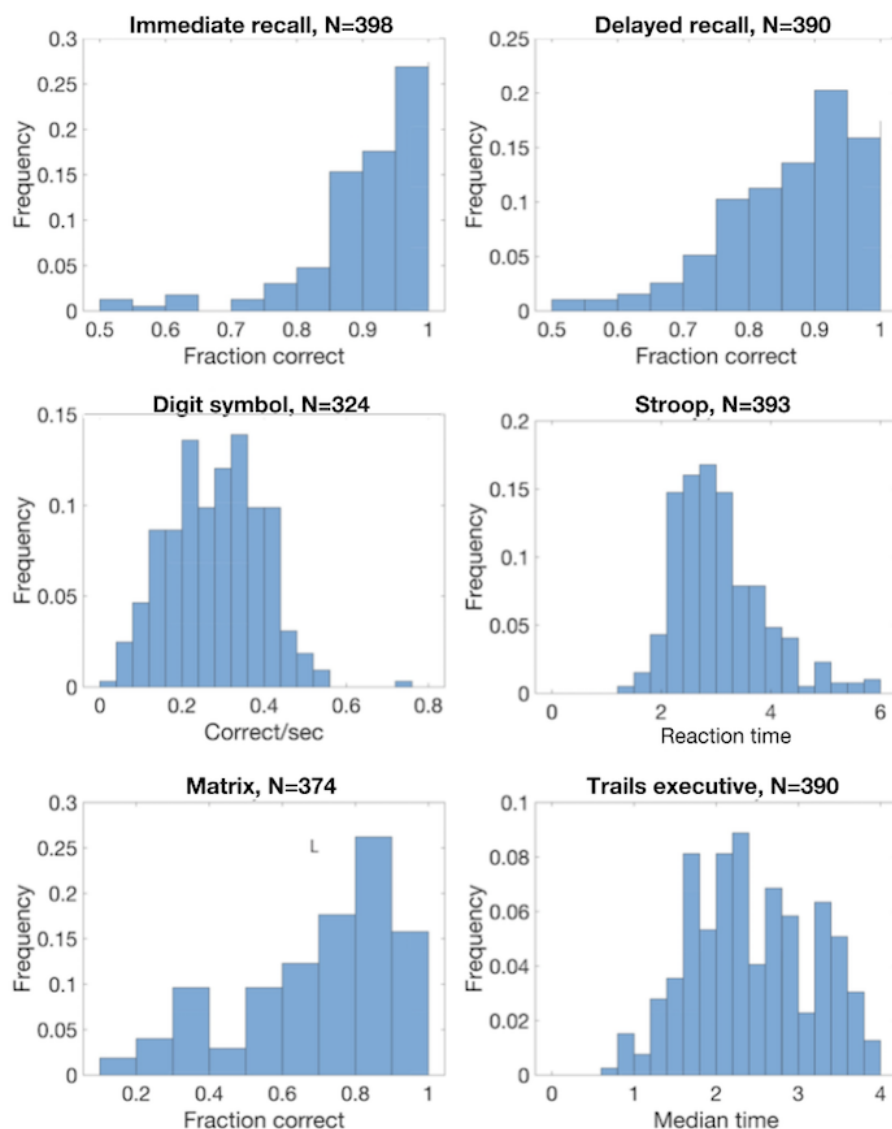 Immediate recall, N=398
0.3
0.25
0.2
0.15
0.1
0.05
0
Frequency
0.5 0.6 0.7 0.8 0.9 1
Fraction correct
Delayed recall, N=390
0.25
0.2
0.15
0.1
0.05
0
Frequency
0.5 0.6 0.7 0.8 0.9 1
Fraction correct
Digit symbol, N=324
0.15
0.1
0.05
0
Frequency
0 0.2 0.4 0.6 0.8
Correct/sec
Stroop, N=393
0.2
0.15
0.1
0.05
0
Frequency
0 2 4 6
Reaction time
Matrix, N=374
0.3
0.25
0.2
0.15
0.1
0.05
0
Frequency
L
0.2 0.4 0.6 0.8 1
Fraction correct
Trails executive, N=390
0.1
0.08
0.06
0.04
0.02
0
Frequency
0 1 2 3 4
Median time